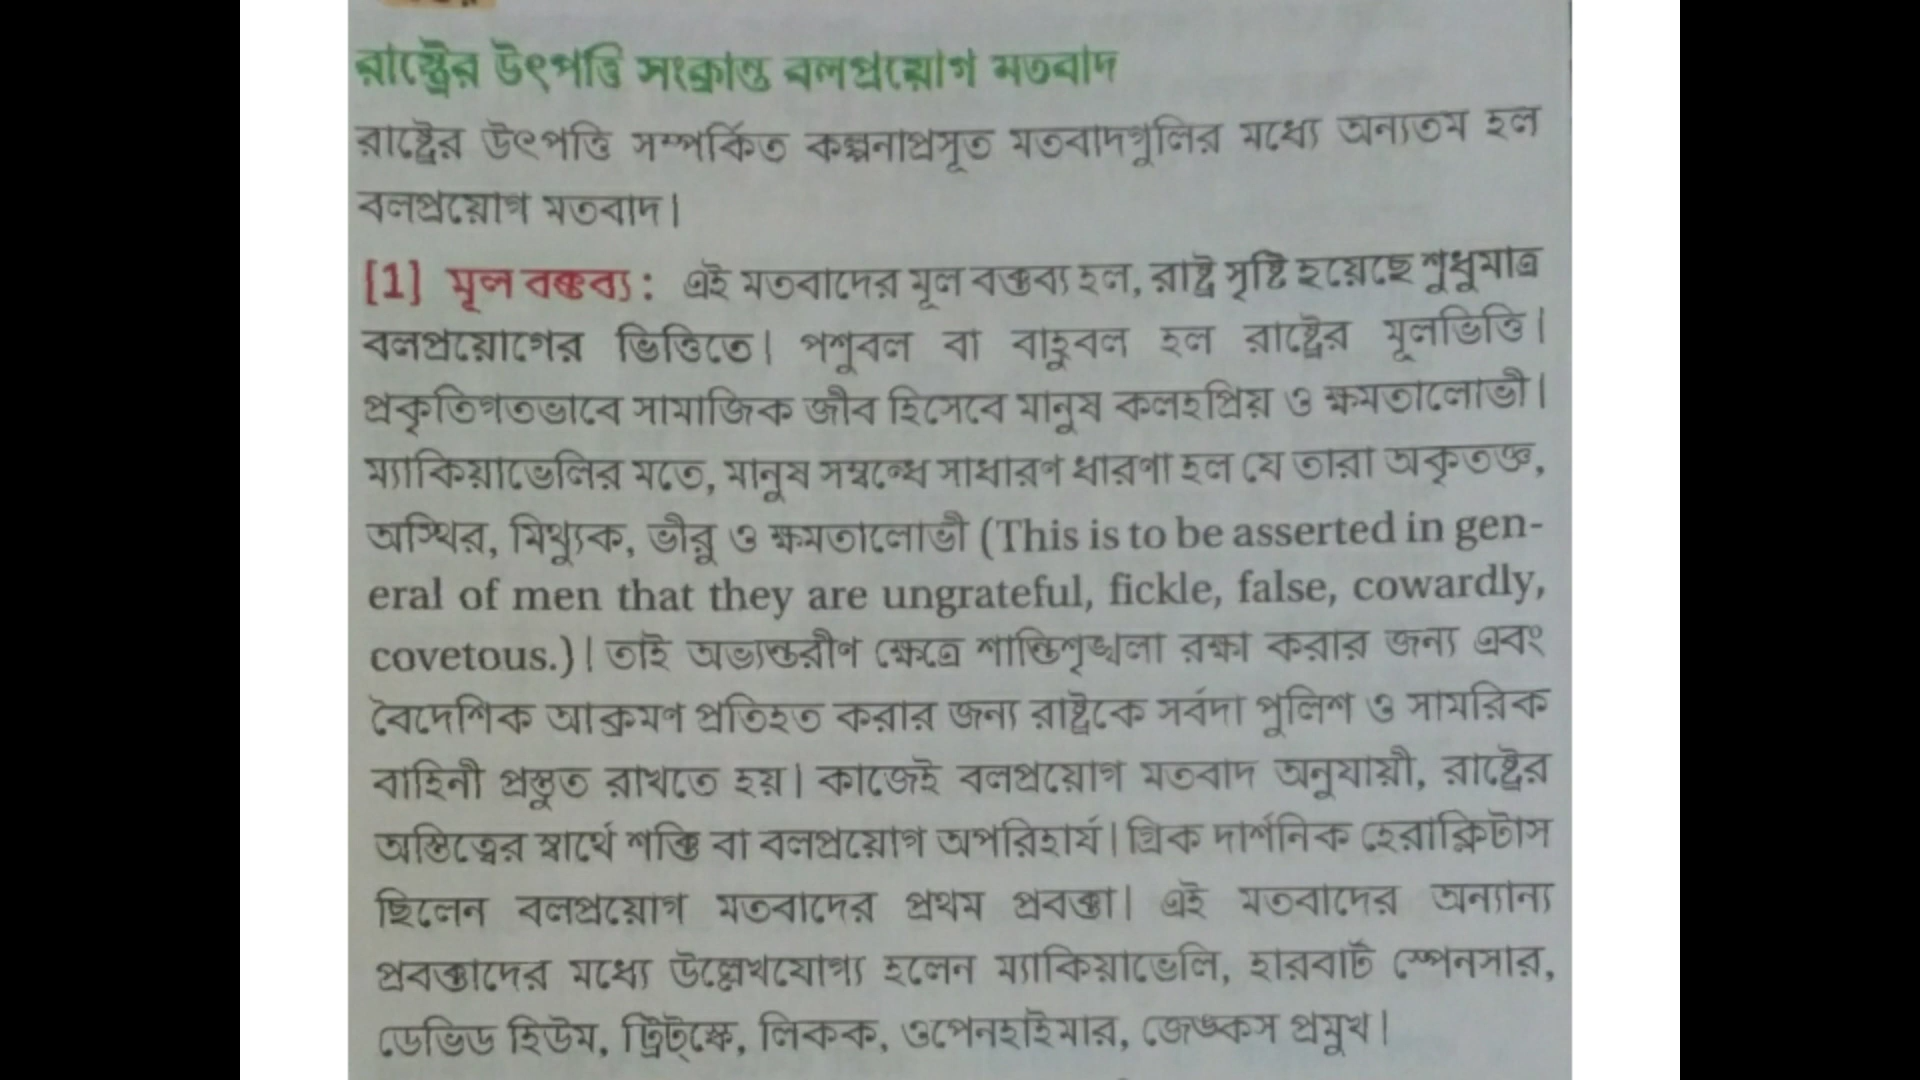 রাষ্ট্রের উৎপত্তি সংক্রান্ত বলপ্রয়োগ মতবাদ
রাষ্ট্রের উৎপত্তি সম্পর্কিত কল্পনাপ্রসূত মতবাদগুলির মধ্যে অন্যতম হল
বলপ্রয়োগ মতবাদ।
[1] মূল বক্তব্য : এই মতবাদের মূল বক্তব্য হল, রাষ্ট্র সৃষ্টি হয়েছে শুধুমাত্র
বলপ্রয়োগের ভিত্তিতে। পশুবল বা বাহুবল হল রাষ্ট্রের মূলভিত্তি।
প্রকৃতিগতভাবে সামাজিক জীব হিসেবে মানুষ কলহপ্রিয় ও ক্ষমতালোভী।
ম্যাকিয়াভেলির মতে, মানুষ সম্বন্ধে সাধারণ ধারণা হল যে তারা অকৃতজ্ঞ,
অস্থির, মিথ্যুক, ভীরু ও ক্ষমতালোভী (This is to be asserted in gen-
eral of men that they are ungrateful, fickle, false, cowardly,
covetous.)। তাই অভ্যন্তরীণ ক্ষেত্রে শান্তিশৃঙ্খলা রক্ষা করার জন্য এবং
বৈদেশিক আক্রমণ প্রতিহত করার জন্য রাষ্ট্রকে সর্বদা পুলিশ ও সামরিক
বাহিনী প্রস্তুত রাখতে হয়। কাজেই বলপ্রয়োগ মতবাদ অনুযায়ী, রাষ্ট্রের
অস্তিত্বের স্বার্থে শক্তি বা বলপ্রয়োগ অপরিহার্য। গ্রিক দার্শনিক হেরাক্লিটাস
ছিলেন বলপ্রয়োগ মতবাদের প্রথম প্রবক্তা। এই মতবাদের অন্যান্য
প্রবক্তাদের মধ্যে উল্লেখযোগ্য হলেন ম্যাকিয়াভেলি, হারবার্ট স্পেনসার,
ডেভিড হিউম, ট্রিট্‌স্কে, লিকক, ওপেনহাইমার, জেঙ্কস প্রমুখ।